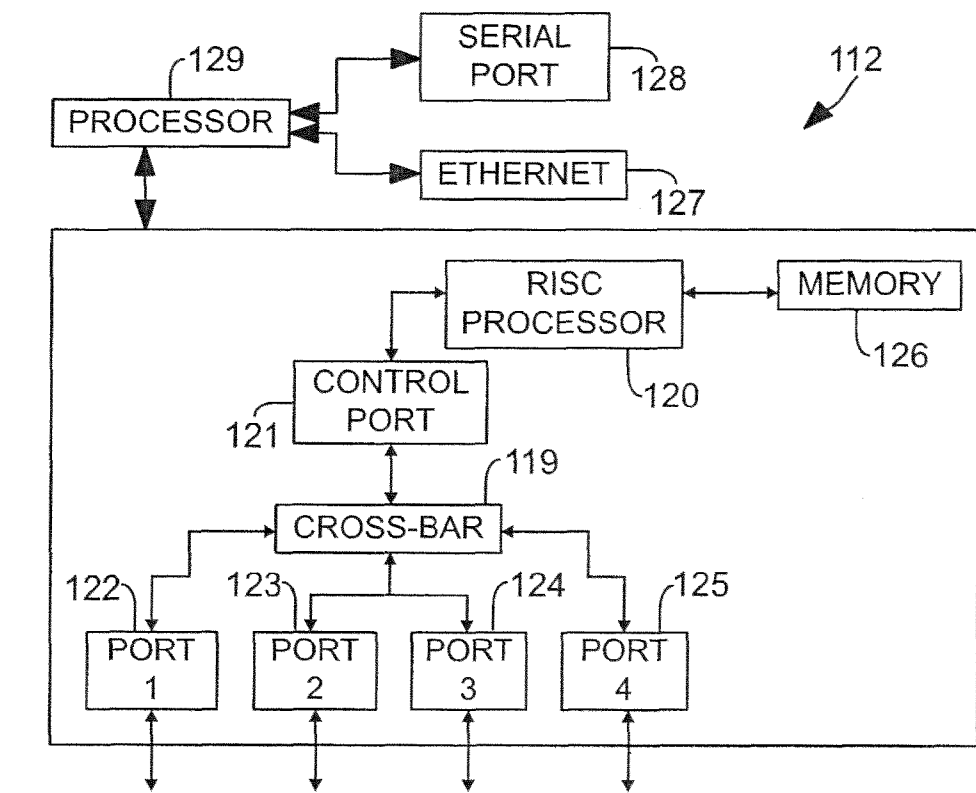 129
SERIAL
PORT
128
112
PROCESSOR
ETHERNET
127
RISC
PROCESSOR
120
MEMORY
126
CONTROL
PORT
121
119
CROSS-BAR
122
123
124
125
PORT
1
PORT
2
PORT
3
PORT
4